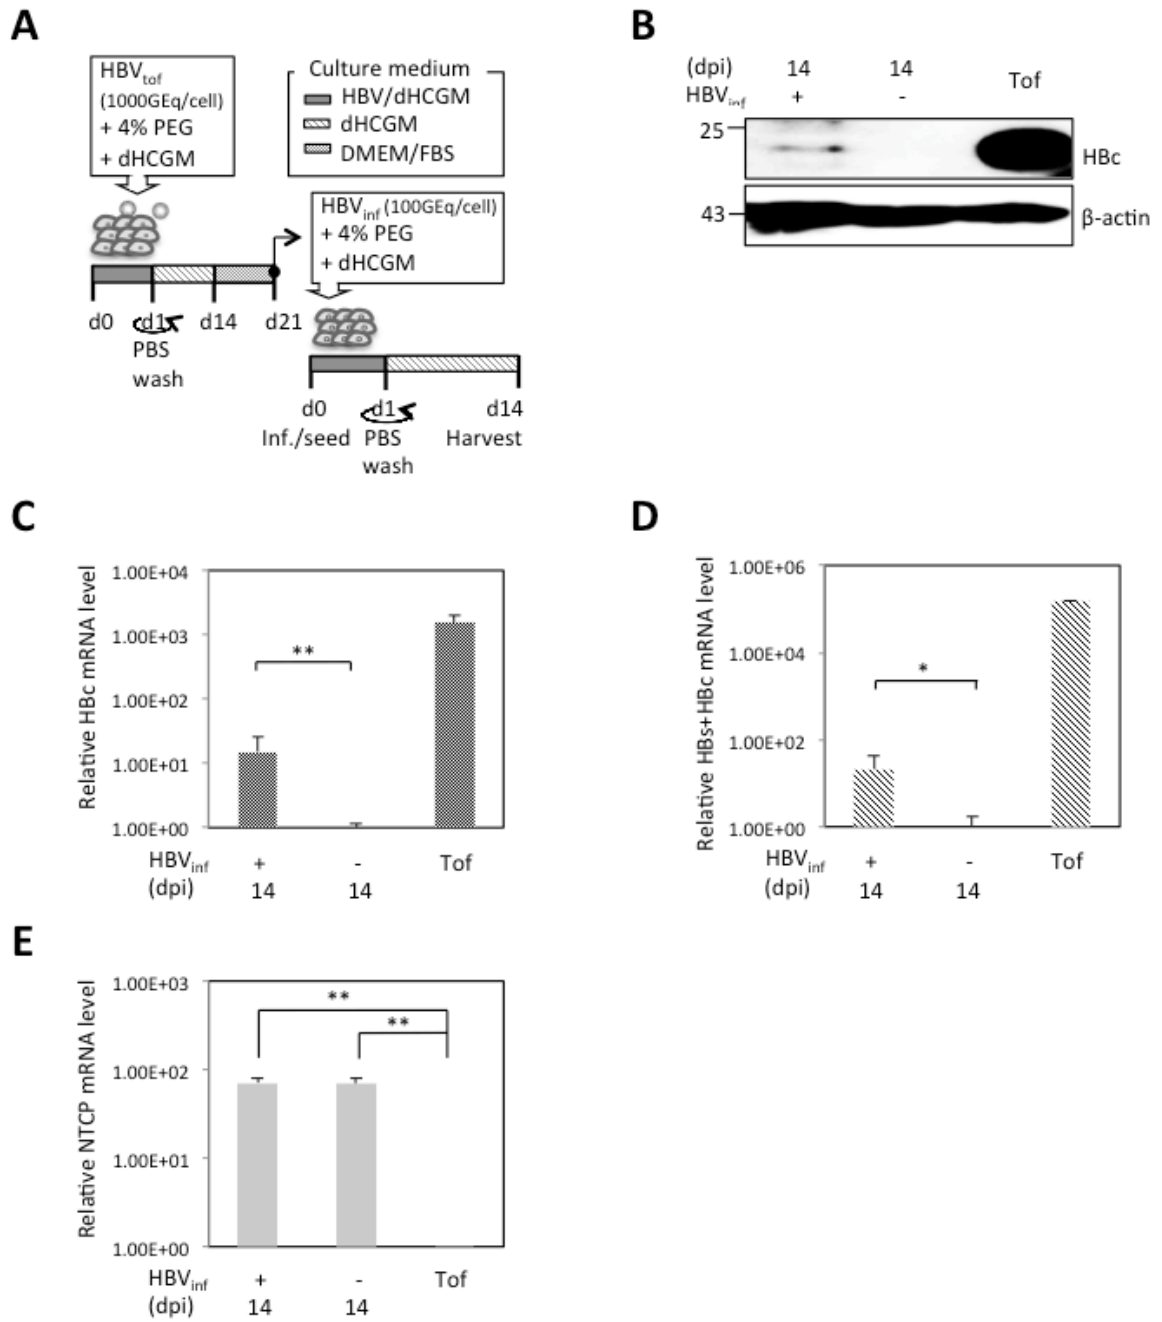 A
HBVtof
(1000GEq/cell)
+ 4% PEG
+ dHCGM
Culture medium
HBV/dHCGM
dHCGM
DMEM/FBS
HBVinf (100GEq/cell)
+ 4% PEG
+ dHCGM
d0 d1 d14 d21
PBS
wash
d0 d1 d14
Inf./seed PBS Harvest
wash
B
(dpi) 14 14 Tof
HBVinf + -
25
HBc
43
β-actin
C
Relative HBc mRNA level
1.00E+04
1.00E+03
1.00E+02
1.00E+01
1.00E+00
**
HBVinf + - Tof
(dpi) 14 14
D
Relative HBs+HBc mRNA level
1.00E+06
1.00E+04
1.00E+02
1.00E+00
*
HBVinf + - Tof
(dpi) 14 14
E
Relative NTCP mRNA level
1.00E+03
1.00E+02
1.00E+01
1.00E+00
**
**
HBVinf + - Tof
(dpi) 14 14